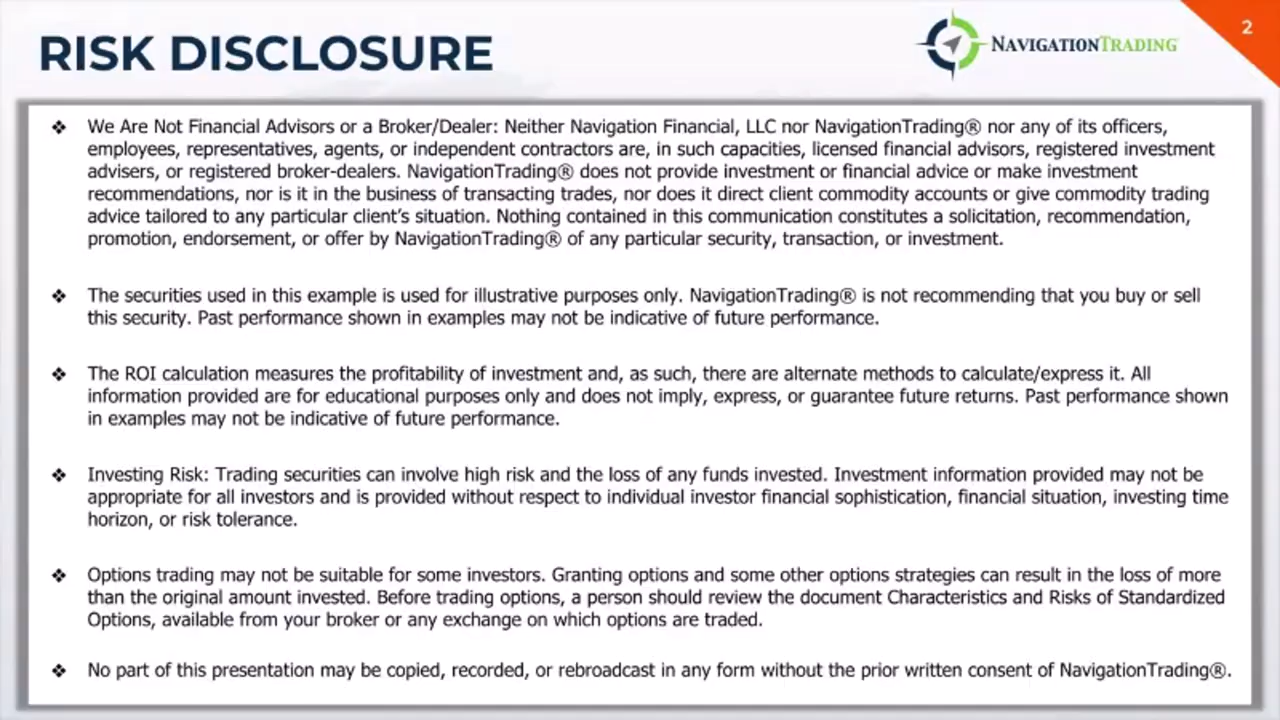 RISK DISCLOSURE
NAVIGATIONTRADING
2
❖ We Are Not Financial Advisors or a Broker/Dealer: Neither Navigation Financial, LLC nor NavigationTrading® nor any of its officers,
employees, representatives, agents, or independent contractors are, in such capacities, licensed financial advisors, registered investment
advisers, or registered broker-dealers. NavigationTrading® does not provide investment or financial advice or make investment
recommendations, nor is it in the business of transacting trades, nor does it direct client commodity accounts or give commodity trading
advice tailored to any particular client's situation. Nothing contained in this communication constitutes a solicitation, recommendation,
promotion, endorsement, or offer by NavigationTrading® of any particular security, transaction, or investment.
❖ The securities used in this example is used for illustrative purposes only. NavigationTrading® is not recommending that you buy or sell
this security. Past performance shown in examples may not be indicative of future performance.
❖ The ROI calculation measures the profitability of investment and, as such, there are alternate methods to calculate/express it. All
information provided are for educational purposes only and does not imply, express, or guarantee future returns. Past performance shown
in examples may not be indicative of future performance.
❖ Investing Risk: Trading securities can involve high risk and the loss of any funds invested. Investment information provided may not be
appropriate for all investors and is provided without respect to individual investor financial sophistication, financial situation, investing time
horizon, or risk tolerance.
❖ Options trading may not be suitable for some investors. Granting options and some other options strategies can result in the loss of more
than the original amount invested. Before trading options, a person should review the document Characteristics and Risks of Standardized
Options, available from your broker or any exchange on which options are traded.
❖ No part of this presentation may be copied, recorded, or rebroadcast in any form without the prior written consent of NavigationTrading®.